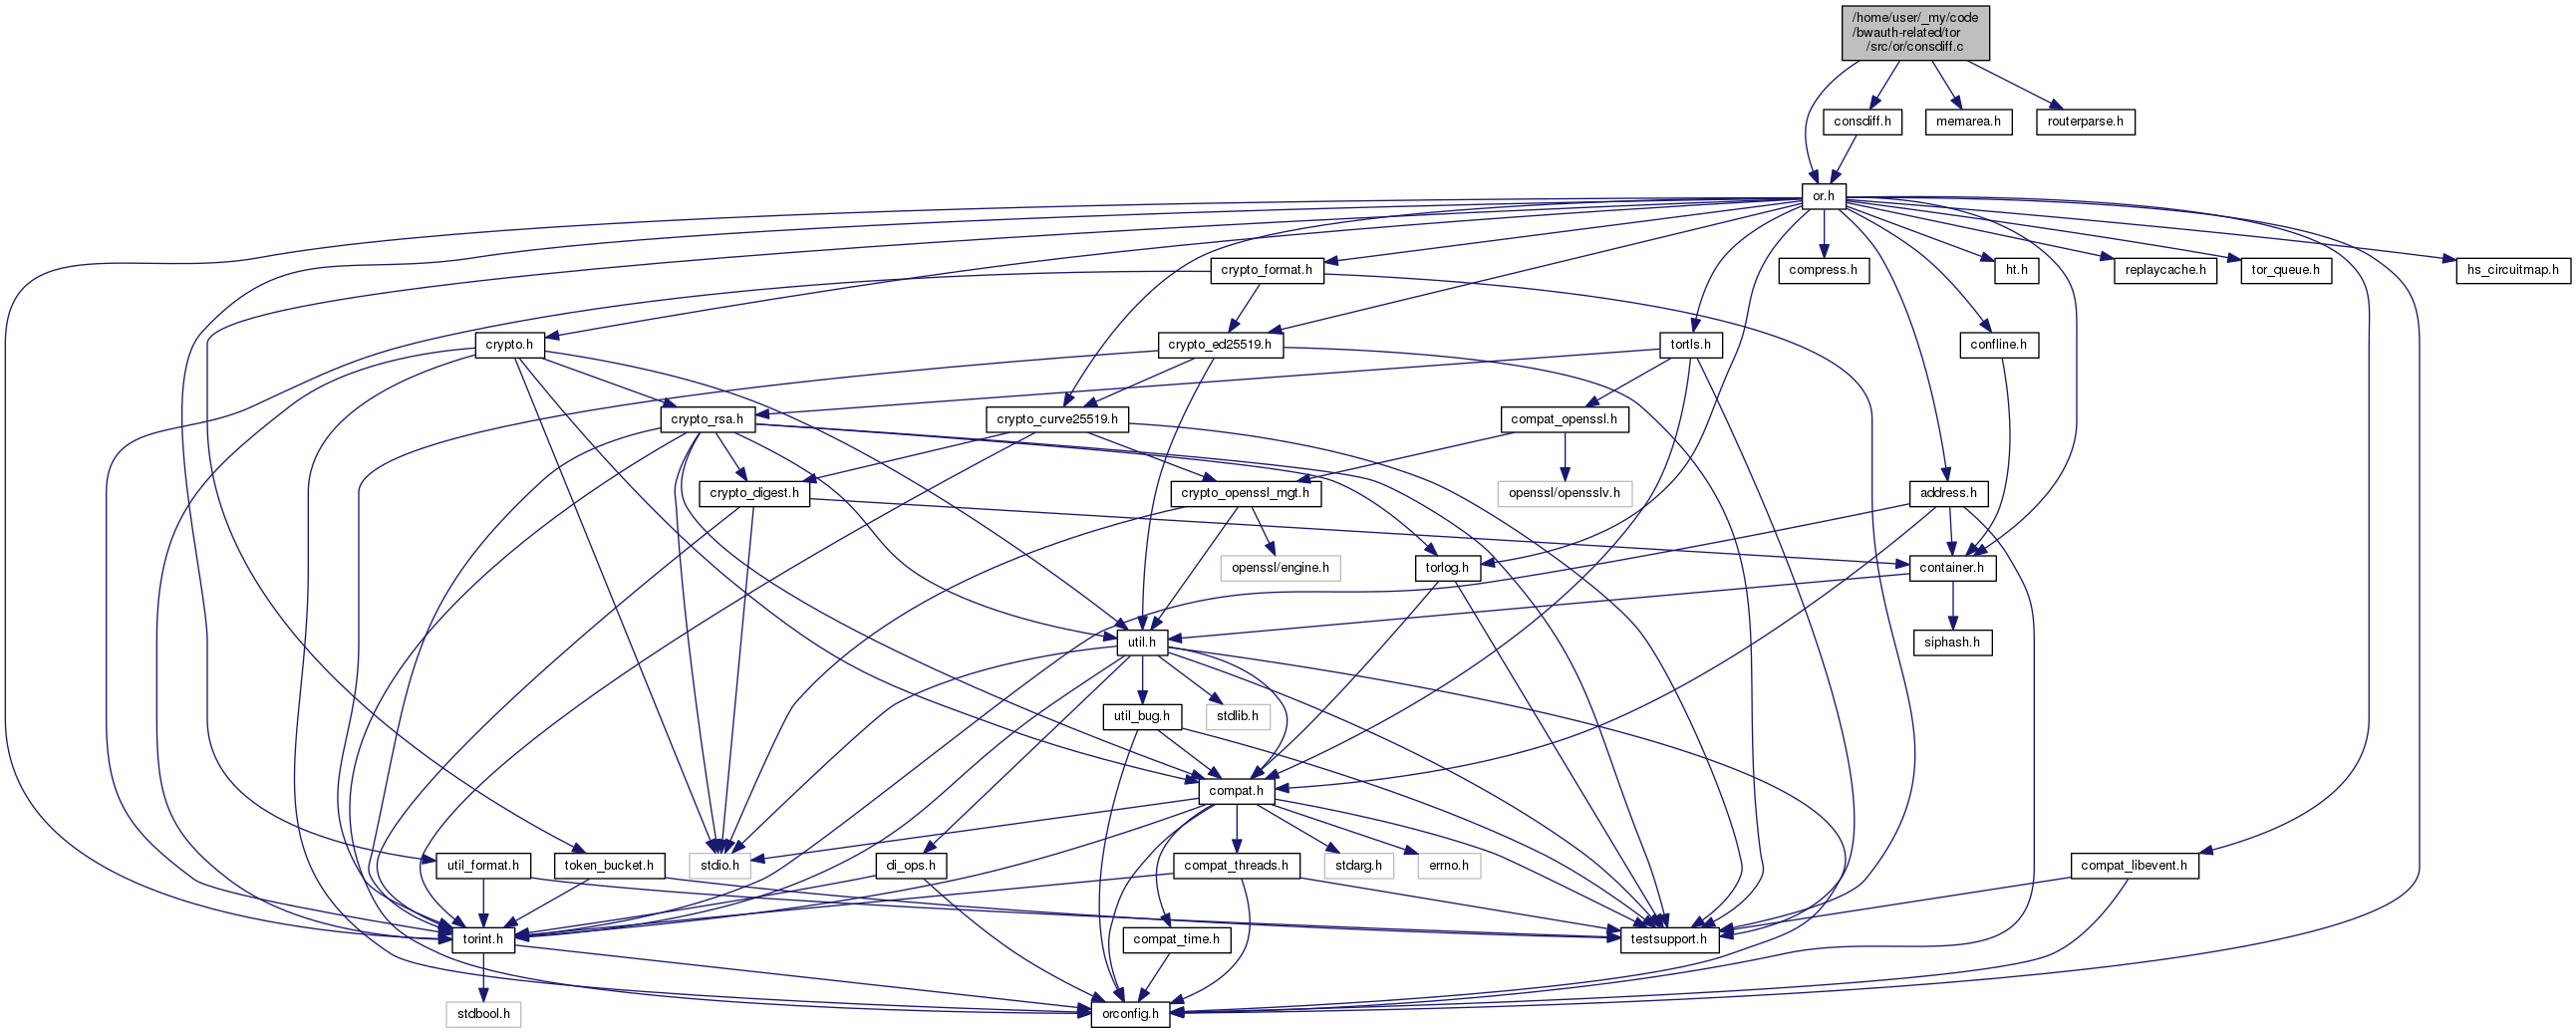 /home/user/_my/code
/bwauth-related/tor
/src/or/consdiff.c
consdiff.h
memarea.h
routerparse.h
or.h
crypto_format.h
compress.h
ht.h
replaycache.h
tor_queue.h
hs_circuitmap.h
crypto.h
crypto_ed25519.h
tortls.h
confline.h
crypto_rsa.h
crypto_curve25519.h
compat_openssl.h
crypto_digest.h
crypto_openssl_mgt.h
openssl/opensslv.h
address.h
openssl/engine.h
torlog.h
container.h
util.h
siphash.h
util_bug.h
stdlib.h
compat.h
util_format.h
token_bucket.h
stdio.h
di_ops.h
compat_threads.h
stdarg.h
errno.h
compat_libevent.h
torint.h
compat_time.h
testsupport.h
stdbool.h
orconfig.h